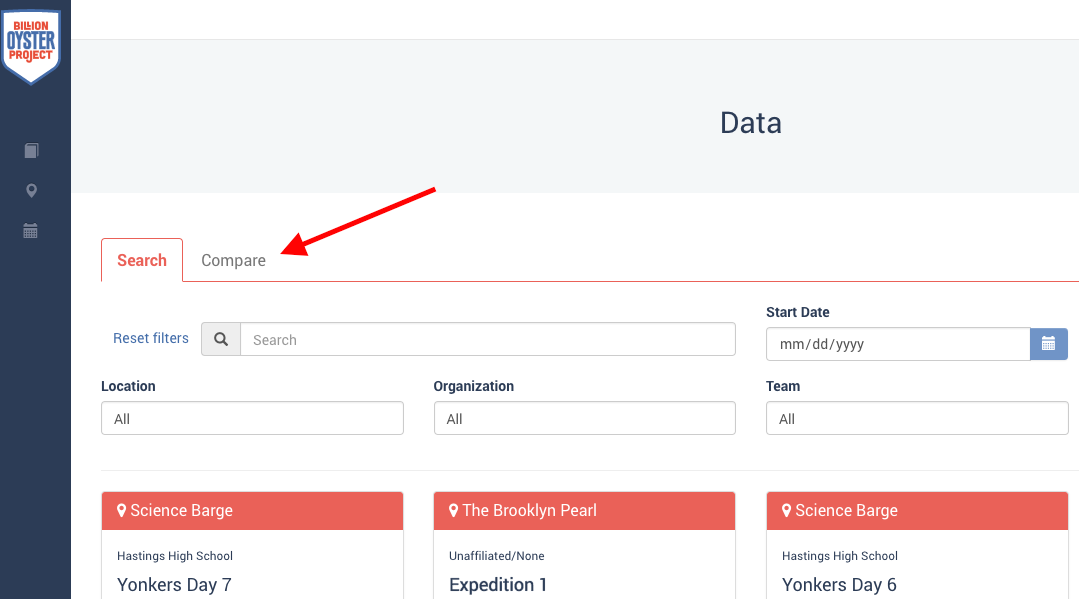 BILLION
OYSTER
PROJECT
Data
Search
Compare
Start Date
Reset filters
Search
mm/dd/yyyy
Location
Organization
Team
All
All
All
Science Barge
The Brooklyn Pearl
Science Barge
Hastings High School
Unaffiliated/None
Hastings High School
Yonkers Day 7
Expedition 1
Yonkers Day 6